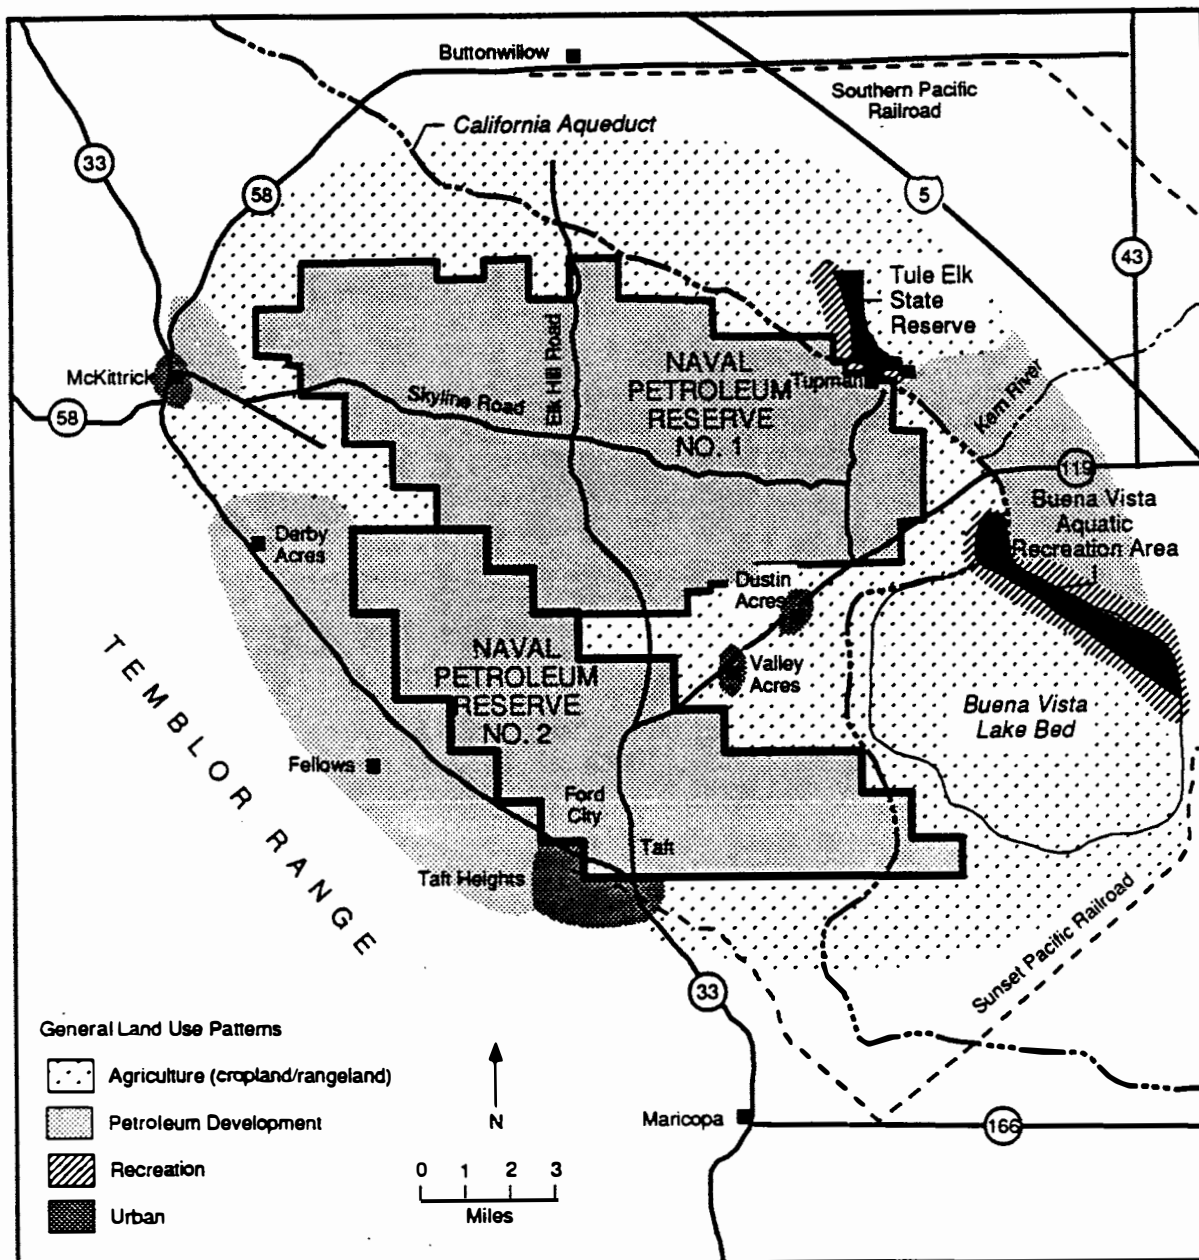 Buttonwillow
Southern Pacific
Railroad
California Aqueduct
33
58
5
43
Tule Elk
State
Reserve
Elk Hill Road
NAVAL
PETROLEUM
RESERVE
NO. 1
Tupman
McKittrick
Skyline Road
Kern River
58
119
Buena Vista
Aquatic
Recreation Area
Derby
Acres
Dustin
Acres
NAVAL
PETROLEUM
RESERVE
NO. 2
Valley
Acres
Buena Vista
Lake Bed
TEMBLOR RANGE
Fellows
Ford
City
Taft
Taft Heights
Sunset Pacific Railroad
33
General Land Use Patterns
Agriculture (cropland/rangeland)
Petroleum Development
Recreation
Urban
N
0 1 2 3
Miles
Maricopa
166